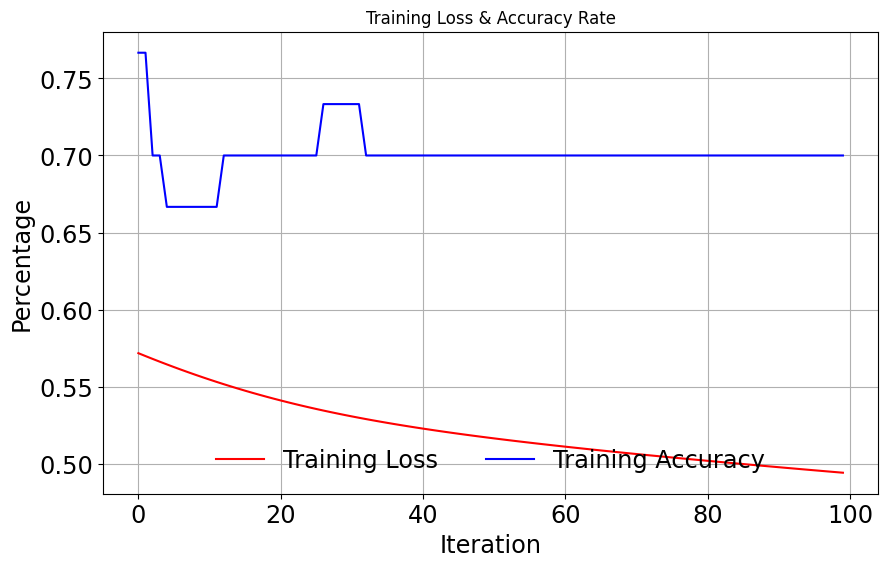 Training Loss & Accuracy Rate
0.75
0.70
0.65
0.60
0.55
0.50
Percentage
Training Loss Training Accuracy
0 20 40 60 80 100
Iteration